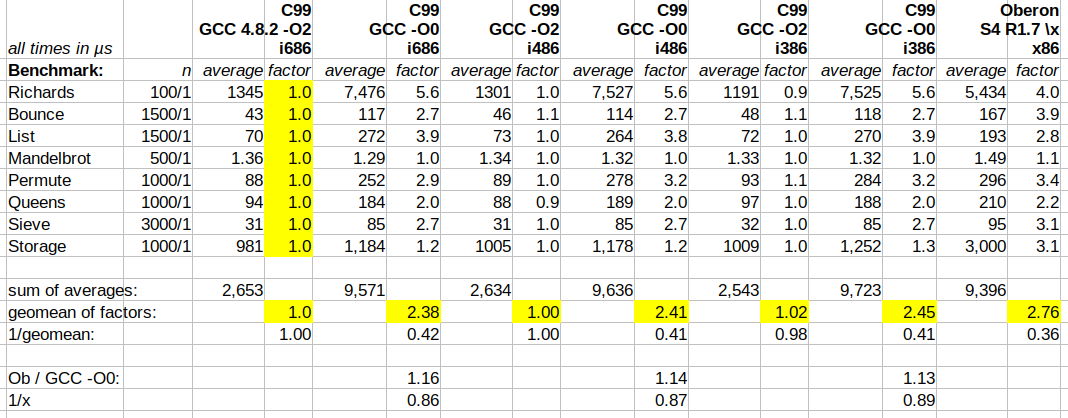 C99 C99 C99 C99 C99 C99 Oberon
GCC 4.8.2 -O2 GCC -O0 GCC -O2 GCC -O0 GCC -O2 GCC -O0 S4 R1.7 \x
all times in µs i686 i686 i486 i486 i386 i386 x86
Benchmark: n average factor average factor average factor average factor average factor average factor average factor
Richards 100/1 1345 1.0 7,476 5.6 1301 1.0 7,527 5.6 1191 0.9 7,525 5.6 5,434 4.0
Bounce 1500/1 43 1.0 117 2.7 46 1.1 114 2.7 48 1.1 118 2.7 167 3.9
List 1500/1 70 1.0 272 3.9 73 1.0 264 3.8 72 1.0 270 3.9 193 2.8
Mandelbrot 500/1 1.36 1.0 1.29 1.0 1.34 1.0 1.32 1.0 1.33 1.0 1.32 1.0 1.49 1.1
Permute 1000/1 88 1.0 252 2.9 89 1.0 278 3.2 93 1.1 284 3.2 296 3.4
Queens 1000/1 94 1.0 184 2.0 88 0.9 189 2.0 97 1.0 188 2.0 210 2.2
Sieve 3000/1 31 1.0 85 2.7 31 1.0 85 2.7 32 1.0 85 2.7 95 3.1
Storage 1000/1 981 1.0 1,184 1.2 1005 1.0 1,178 1.2 1009 1.0 1,252 1.3 3,000 3.1
sum of averages: 2,653 9,571 2,634 9,636 2,543 9,723 9,396
geomean of factors: 1.0 2.38 1.00 2.41 1.02 2.45 2.76
1/geomean: 1.00 0.42 1.00 0.41 0.98 0.41 0.36
Ob / GCC -O0: 1.16 1.14 1.13
1/x 0.86 0.87 0.89